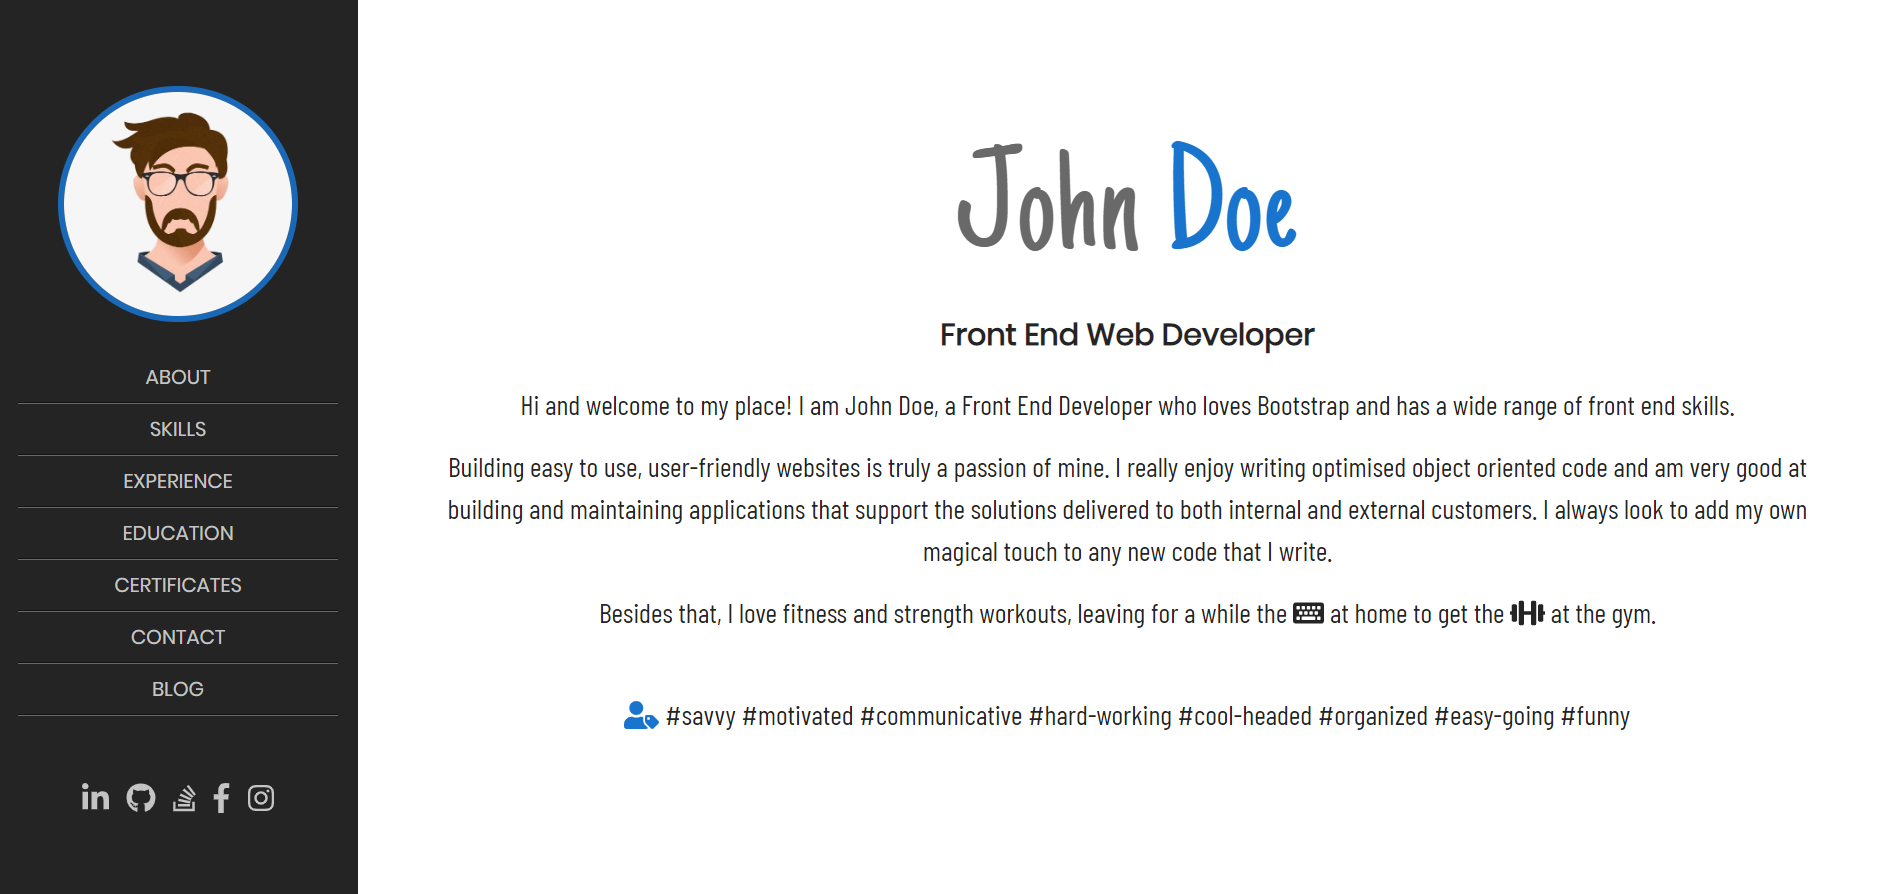 ABOUT
SKILLS
EXPERIENCE
EDUCATION
CERTIFICATES
CONTACT
BLOG
John Doe
Front End Web Developer
Hi and welcome to my place! I am John Doe, a Front End Developer who loves Bootstrap and has a wide range of front end skills.
Building easy to use, user-friendly websites is truly a passion of mine. I really enjoy writing optimised object oriented code and am very good at
building and maintaining applications that support the solutions delivered to both internal and external customers. I always look to add my own
magical touch to any new code that I write.
Besides that, I love fitness and strength workouts, leaving for a while the at home to get the at the gym.
#savvy #motivated #communicative #hard-working #cool-headed #organized #easy-going #funny